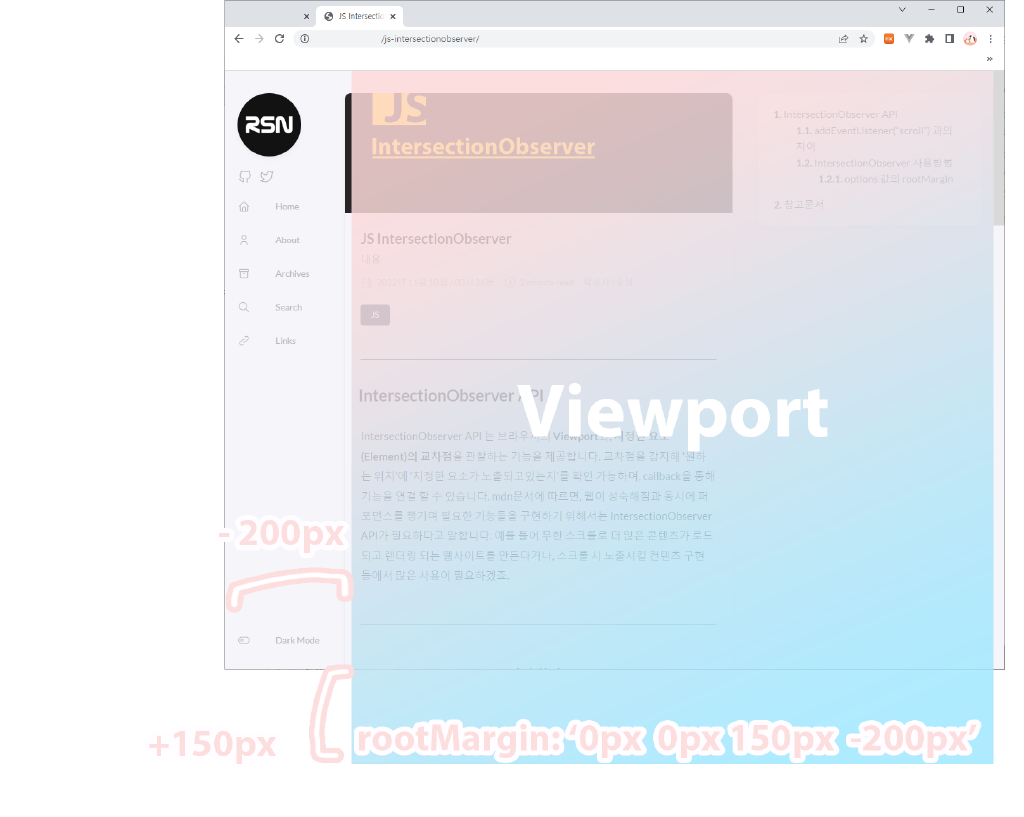 JS Intersectio
/js-intersectionobserver/
RSN
Home
About
Archives
Search
Links
Dark Mode
JS
IntersectionObserver
JS IntersectionObserver
내용
JS
IntersectionObserver API
IntersectionObserver API 는 브라우저의 Viewport 지정한 요소
(Element)의 교차점을 관찰하는 기능을 제공합니다. 교차점을 감지해 '원하
는 위치'에 '지정한 요소가 노출되고있는지'를 확인 가능하며, callback을 통해
기능을 연결 할 수 있습니다. mdn문서에 따르면, 웹이 성숙해짐과 동시에 퍼
포먼스를 챙기며 필요한 기능들을 구현하기 위해서는 IntersectionObserver
API가 필요하다고 말합니다. 예를 들어 무한 스크롤로 더 많은 콘텐츠가 로드
되고 렌더링 되는 웹사이트를 만든다거나, 스크롤 시 노출시킬 컨텐츠 구현
들에서 많은 사용이 필요하겠죠.
1. IntersectionObserver API
1.1. addEventListener("scroll") 과의
차이
1.2. IntersectionObserver 사용방법
1.2.1. options 값의 rootMargin
2. 참고문서
Viewport
- 200px
+150px
rootMargin: ‘0px 0px 150px -200px’